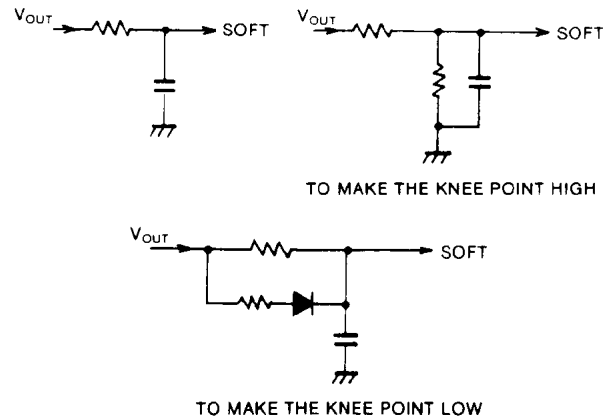 VOUT SOFT
VOUT SOFT
TO MAKE THE KNEE POINT HIGH
VOUT SOFT
TO MAKE THE KNEE POINT LOW